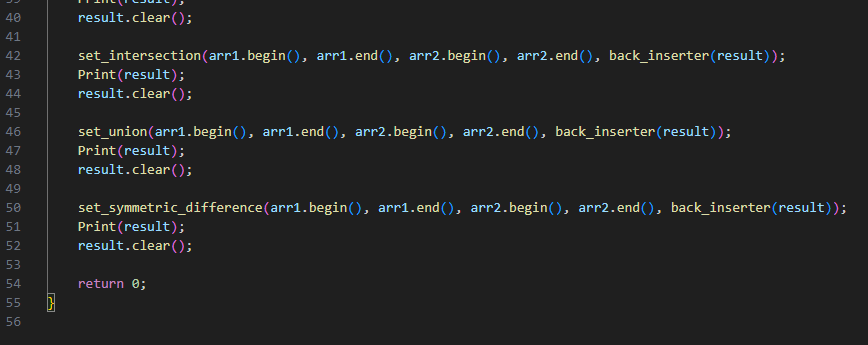 39 Print(result);
40 result.clear();
41
42 set_intersection(arr1.begin(), arr1.end(), arr2.begin(), arr2.end(), back_inserter(result));
43 Print(result);
44 result.clear();
45
46 set_union(arr1.begin(), arr1.end(), arr2.begin(), arr2.end(), back_inserter(result));
47 Print(result);
48 result.clear();
49
50 set_symmetric_difference(arr1.begin(), arr1.end(), arr2.begin(), arr2.end(), back_inserter(result));
51 Print(result);
52 result.clear();
53
54 return 0;
55 }
56